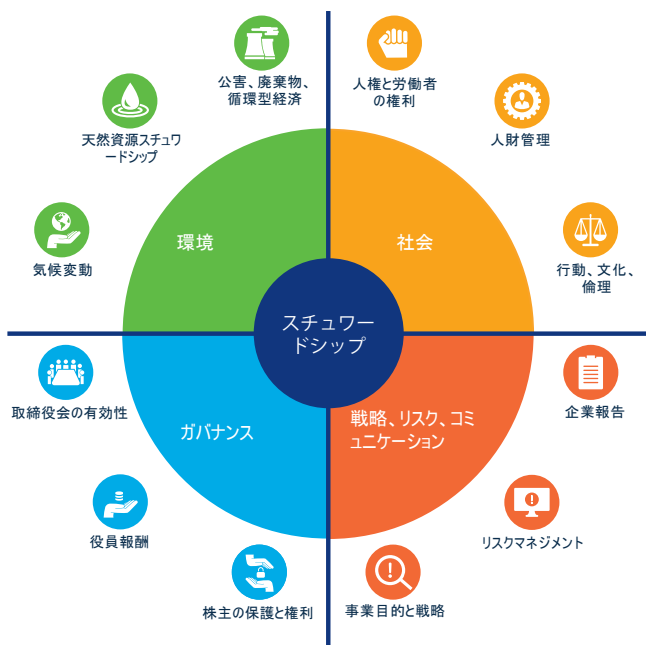 公害、廃棄物、
循環型経済
人権と労働者
の権利
天然資源スチュワ
ードシップ
人財管理
気候変動
環境
社会
行動、文化、
倫理
スチュワー
ドシップ
取締役会の有効性
ガバナンス
戦略、リスク、コミ
ュニケーション
企業報告
役員報酬
リスクマネジメント
株主の保護と権利
事業目的と戦略